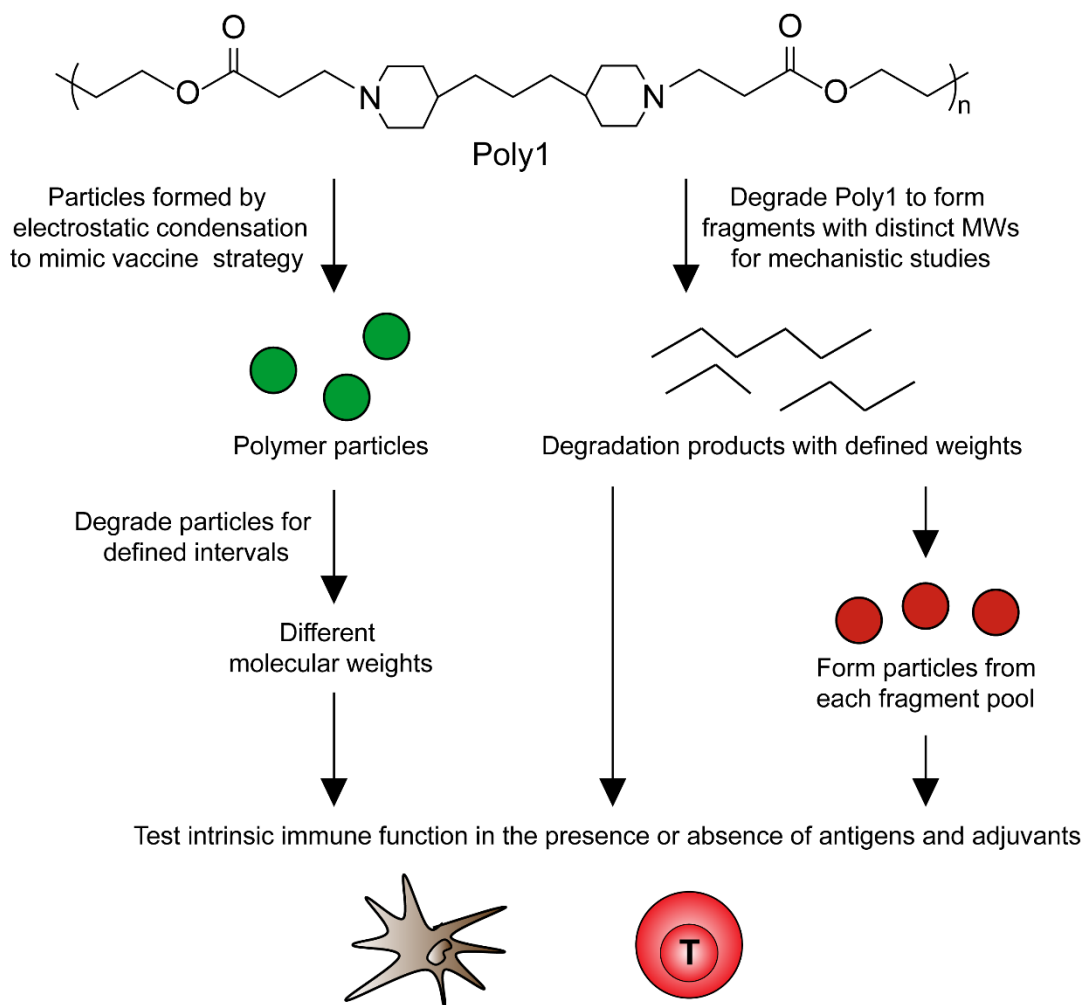 O
O
O
N
N
O
n
Poly1
Particles formed by
electrostatic condensation
to mimic vaccine strategy
Degrade Poly1 to form
fragments with distinct MWs
for mechanistic studies
Polymer particles
Degradation products with defined weights
Degrade particles for
defined intervals
Different
molecular weights
Form particles from
each fragment pool
Test intrinsic immune function in the presence or absence of antigens and adjuvants
T